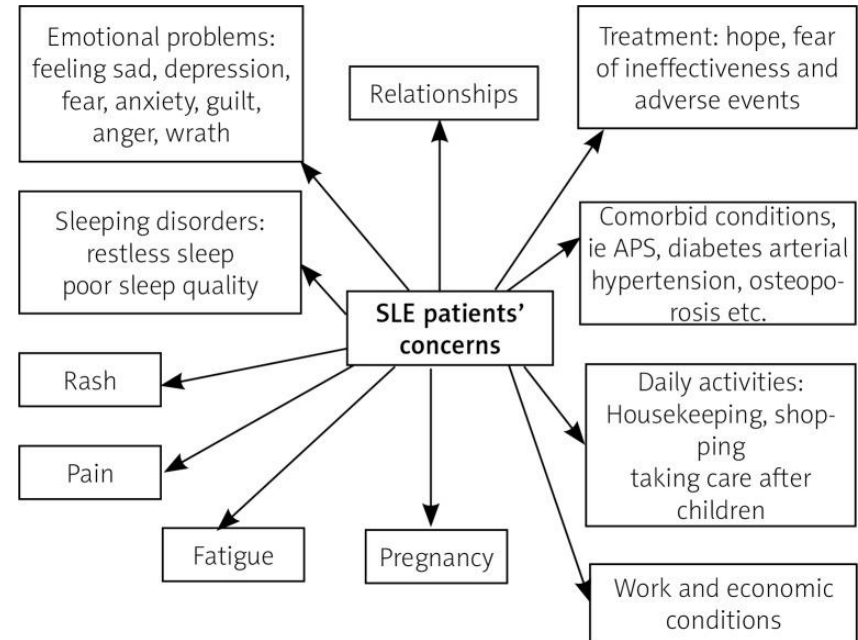 Emotional problems:
feeling sad, depression,
fear, anxiety, guilt,
anger, wrath
Relationships
Treatment: hope, fear
of ineffectiveness and
adverse events
Sleeping disorders:
restless sleep
poor sleep quality
Comorbid conditions,
ie APS, diabetes arterial
hypertension, osteopo-
rosis etc.
SLE patients’
concerns
Rash
Pain
Daily activities:
Housekeeping, shop-
ping
taking care after
children
Fatigue
Pregnancy
Work and economic
conditions